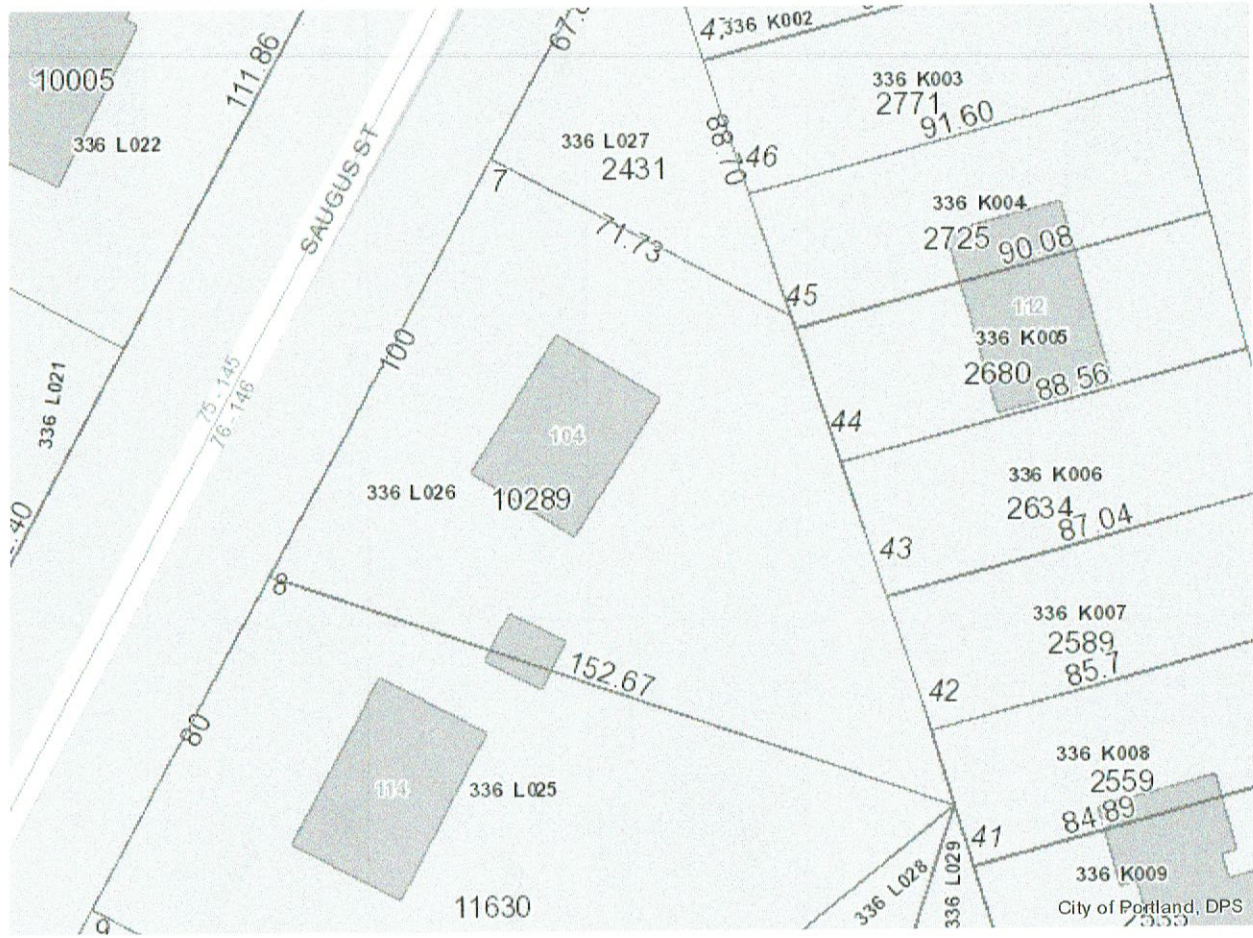 10005
336 L022
111.86
SAUGUS ST
336 K002
336 K003
2771
91.60
336 L027
2431
88.70
46
7
71.73
336 K004
2725
90.08
45
112
336 K005
2680
88.56
336 L021
75 - 145
76 - 146
100
104
336 L026
10289
44
336 K006
2634
87.04
43
8
152.67
336 K007
2589
85.7
42
80
114
336 L025
336 K008
2559
84.89
41
336 L028
336 L029
336 K009
11630
9
City of Portland, DPS